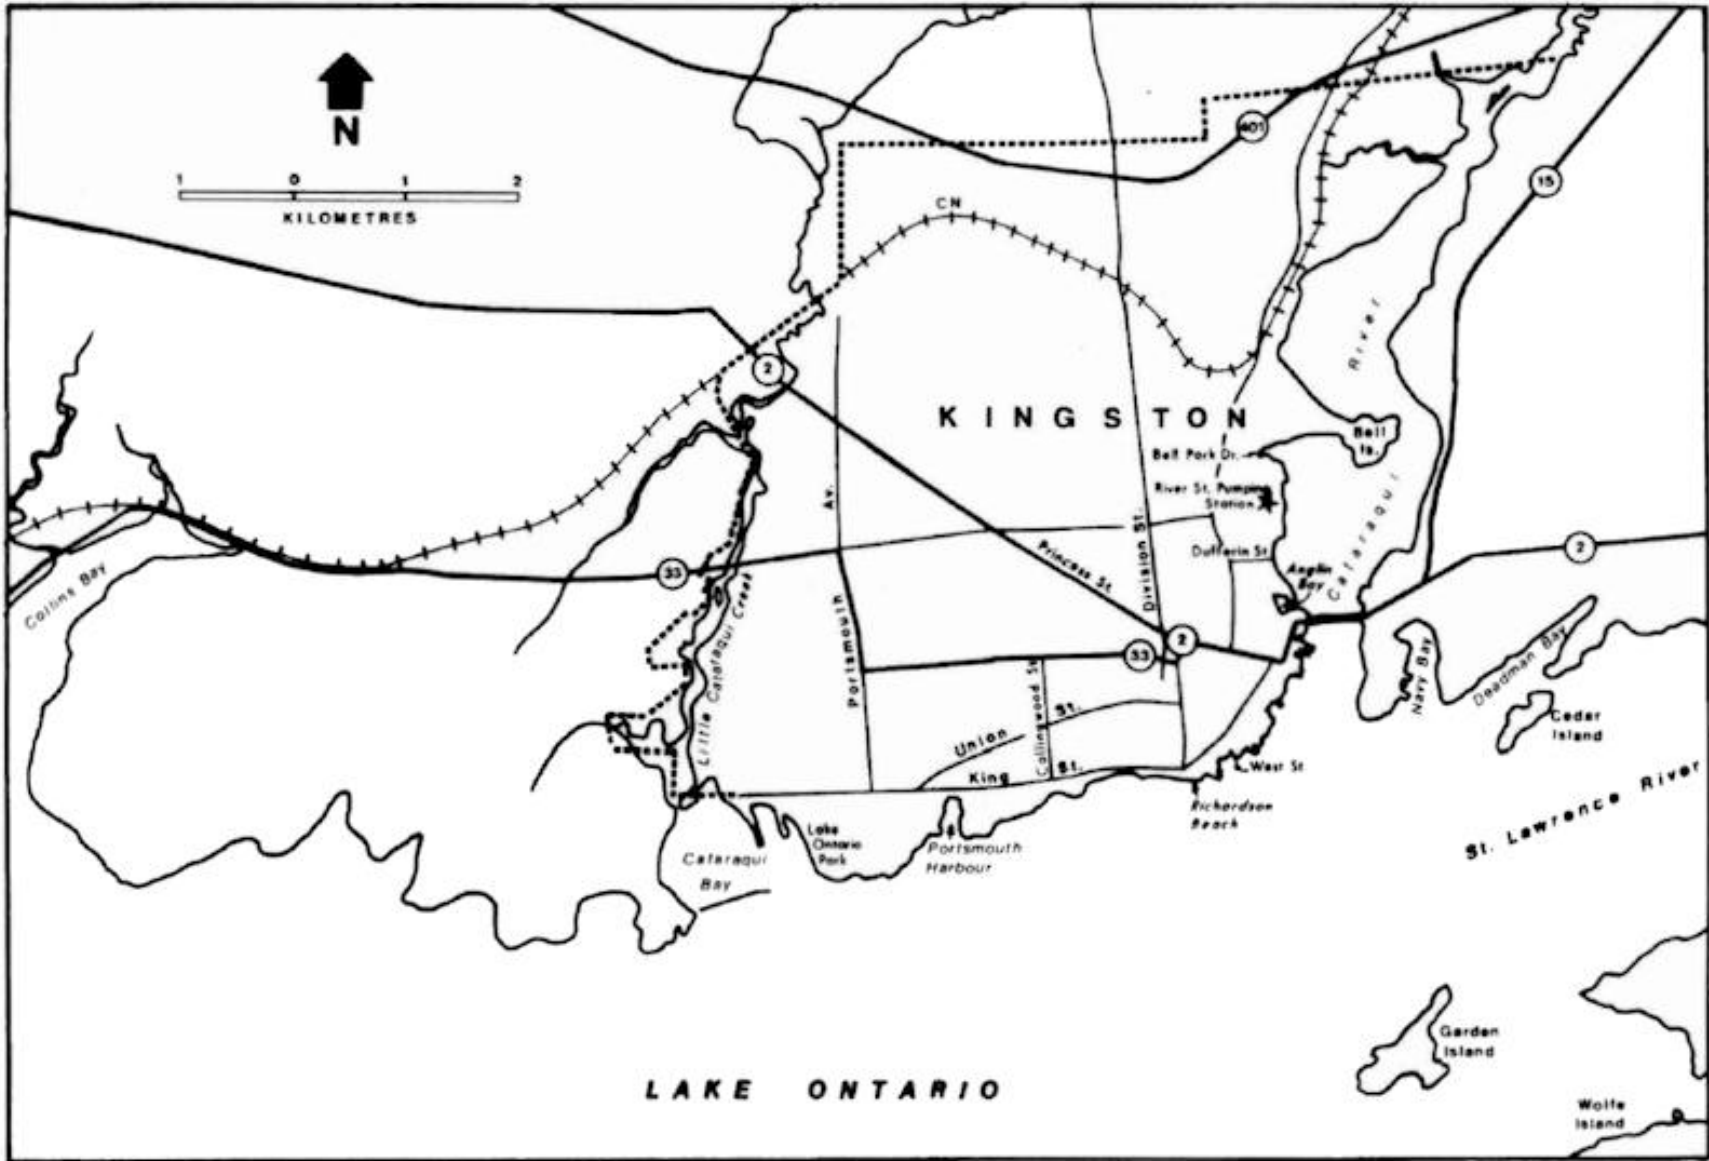 N
1 0 1 2
KILOMETRES
401
15
CN
2
River
KINGSTON
Bell
Is.
Bell Park Dr.
River St. Pumping
Station
Av.
Cataraqui
Division St.
Princess St.
Dufferin St.
2
Anglin
Bay
33
Collins Bay
Little Cataraqui Creek
Portsmouth
33
2
Navy Bay
Deadman Bay
Collingwood St.
Union St.
King St.
West St.
Cedar
Island
Richardson
Beach
St. Lawrence River
Lake
Ontario
Park
Portsmouth
Harbour
Cataraqui
Bay
Garden
Island
LAKE ONTARIO
Wolfe
Island